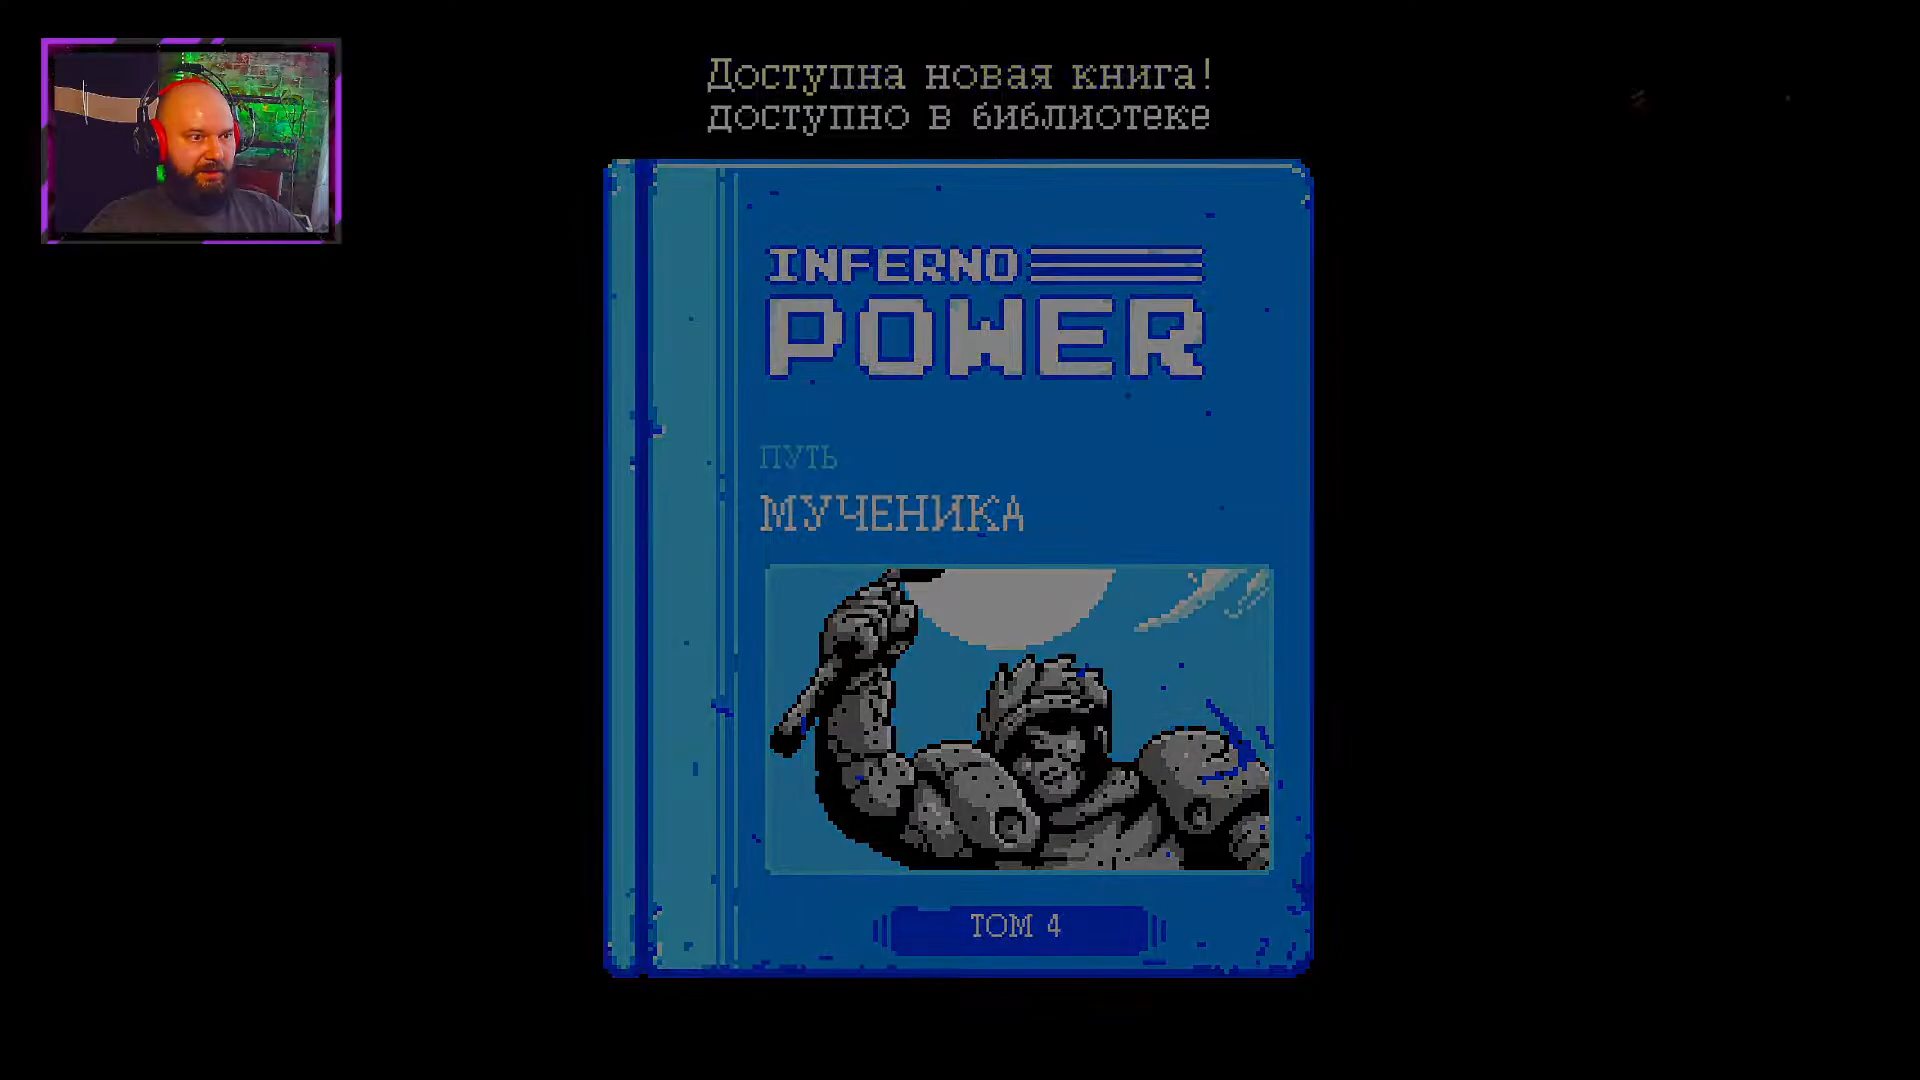 Доступна новая книга!
доступно в библиотеке
INFERNO
POWER
ПУТЬ
МУЧЕНИКА
ТОМ 4